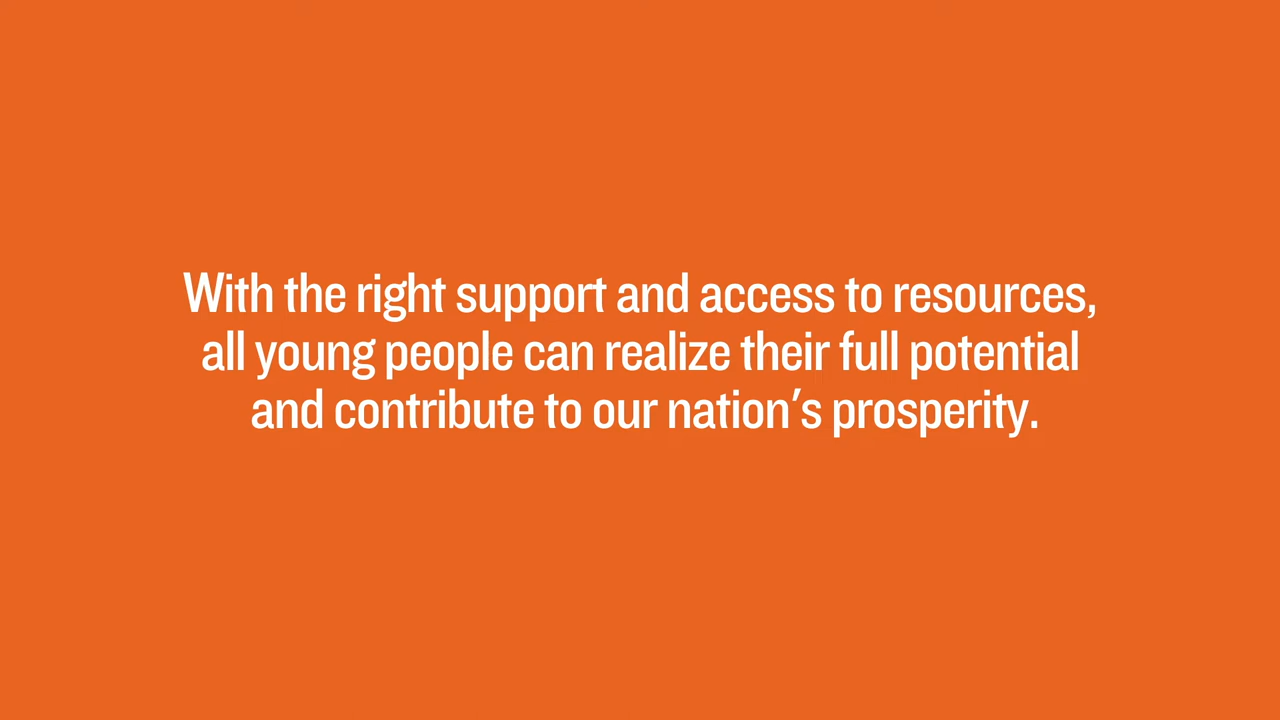 With the right support and access to resources,
all young people can realize their full potential
and contribute to our nation's prosperity.